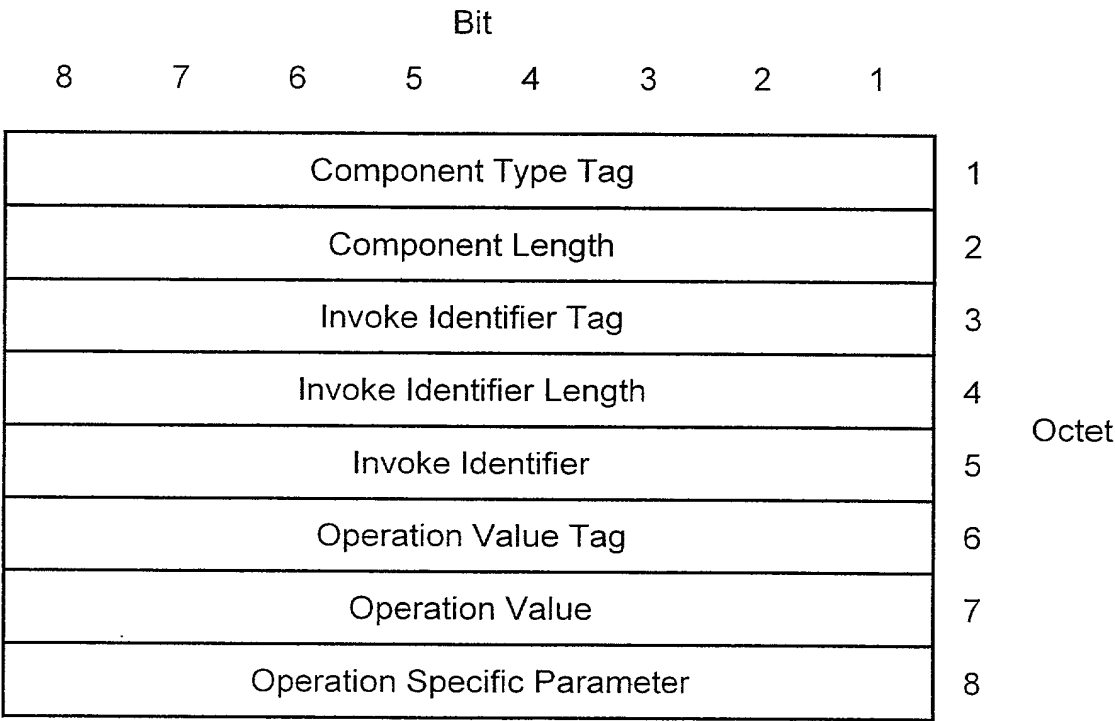 Bit
8 7 6 5 4 3 2 1
Component Type Tag 1
Component Length 2
Invoke Identifier Tag 3
Invoke Identifier Length 4
Octet
Invoke Identifier 5
Operation Value Tag 6
Operation Value 7
Operation Specific Parameter 8